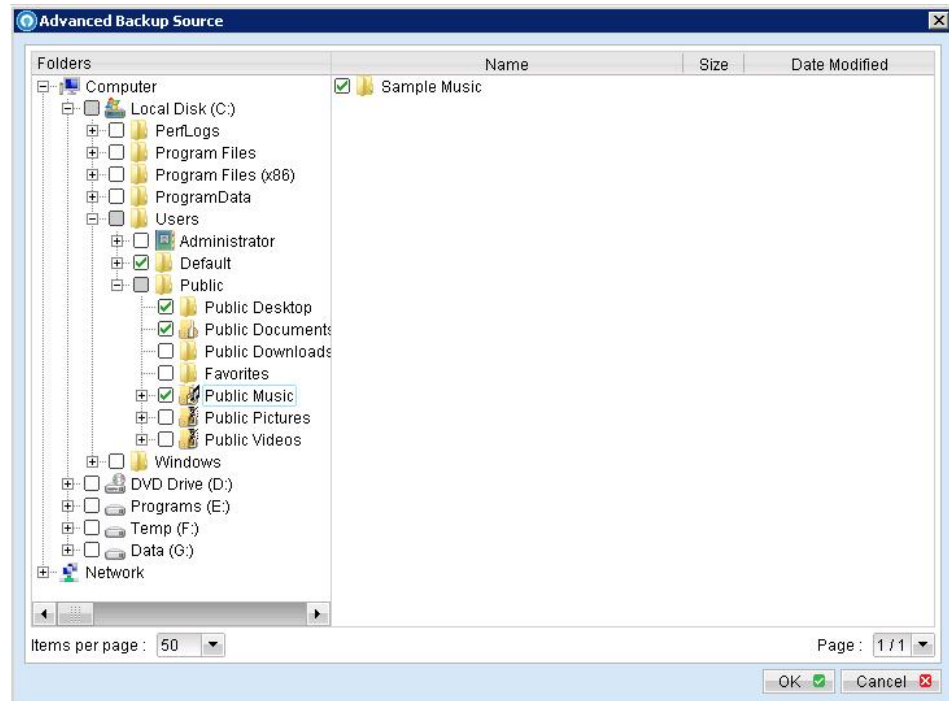 Advanced Backup Source
Folders
Name Size Date Modified
Computer
Local Disk (C:)
PerfLogs
Program Files
Program Files (x86)
ProgramData
Users
Administrator
Default
Public
Public Desktop
Public Documents
Public Downloads
Favorites
Public Music
Public Pictures
Public Videos
Windows
DVD Drive (D:)
Programs (E:)
Temp (F:)
Data (G:)
Network
Sample Music
Items per page : 50
Page : 1 / 1
OK
Cancel